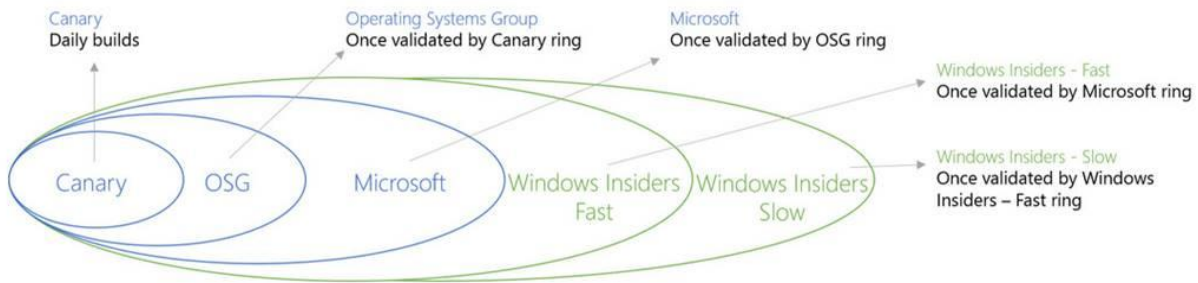 Canary
Daily builds
Operating Systems Group
Once validated by Canary ring
Microsoft
Once validated by OSG ring
Windows Insiders - Fast
Once validated by Microsoft ring
Windows Insiders - Slow
Once validated by Windows
Insiders – Fast ring
Canary
OSG
Microsoft
Windows Insiders
Fast
Windows Insiders
Slow